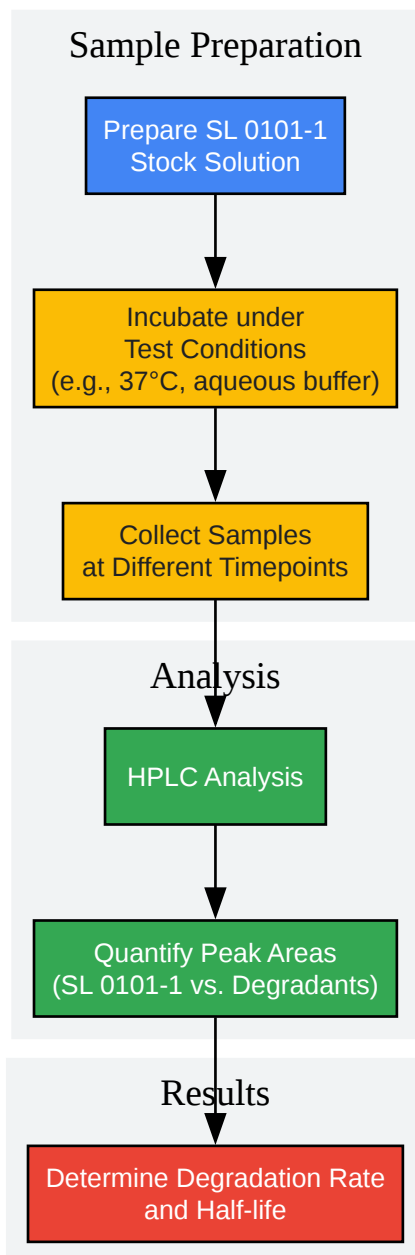 Sample Preparation
Prepare SL 0101-1
Stock Solution
Incubate under
Test Conditions
(e.g., 37°C, aqueous buffer)
Collect Samples
at Different Timepoints
Analysis
HPLC Analysis
Quantify Peak Areas
(SL 0101-1 vs. Degradants)
Results
Determine Degradation Rate
and Half-life